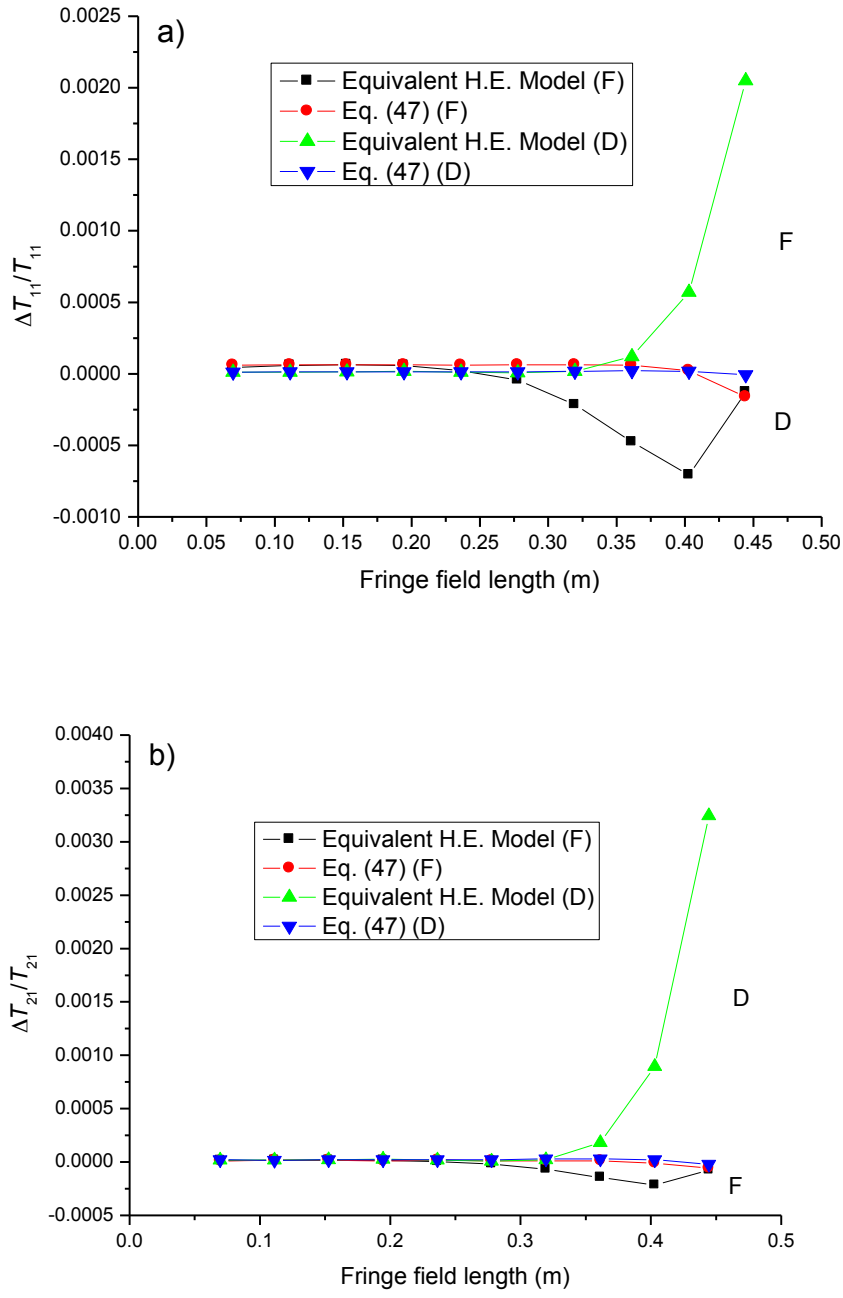 a)
0.0025
0.0020
0.0015
0.0010
0.0005
0.0000
-0.0005
-0.0010
ΔT₁₁/T₁₁
Equivalent H.E. Model (F)
Eq. (47) (F)
Equivalent H.E. Model (D)
Eq. (47) (D)
F
D
0.00 0.05 0.10 0.15 0.20 0.25 0.30 0.35 0.40 0.45 0.50
Fringe field length (m)
b)
0.0040
0.0035
0.0030
0.0025
0.0020
0.0015
0.0010
0.0005
0.0000
-0.0005
ΔT₂₁/T₂₁
Equivalent H.E. Model (F)
Eq. (47) (F)
Equivalent H.E. Model (D)
Eq. (47) (D)
D
F
0.0 0.1 0.2 0.3 0.4 0.5
Fringe field length (m)